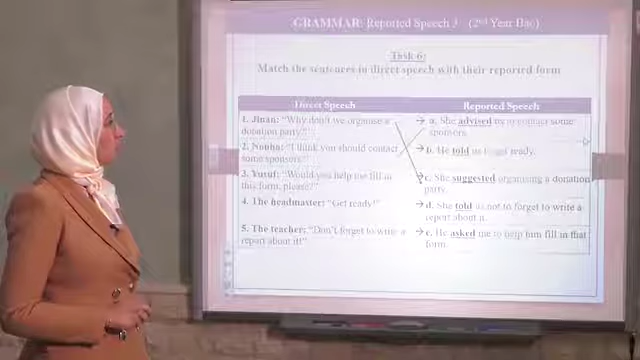 GRAMMAR: Reported Speech 3 (2nd Year Bac)
Task 6:
Match the sentences in direct speech with their reported form
Direct Speech
Reported Speech
1. Jinan: “Why don't we organise a
donation party?”
2. Nouha: “I think you should contact
some sponsors.”
3. Yusuf: “Would you help me fill in
this form, please?”
4. The headmaster: “Get ready!”
5. The teacher: “Don't forget to write a
report about it!”
a. She advised us to contact some
sponsors.
b. He told us to get ready.
c. She suggested organising a donation
party.
d. She told us not to forget to write a
report about it.
e. He asked me to help him fill in that
form.